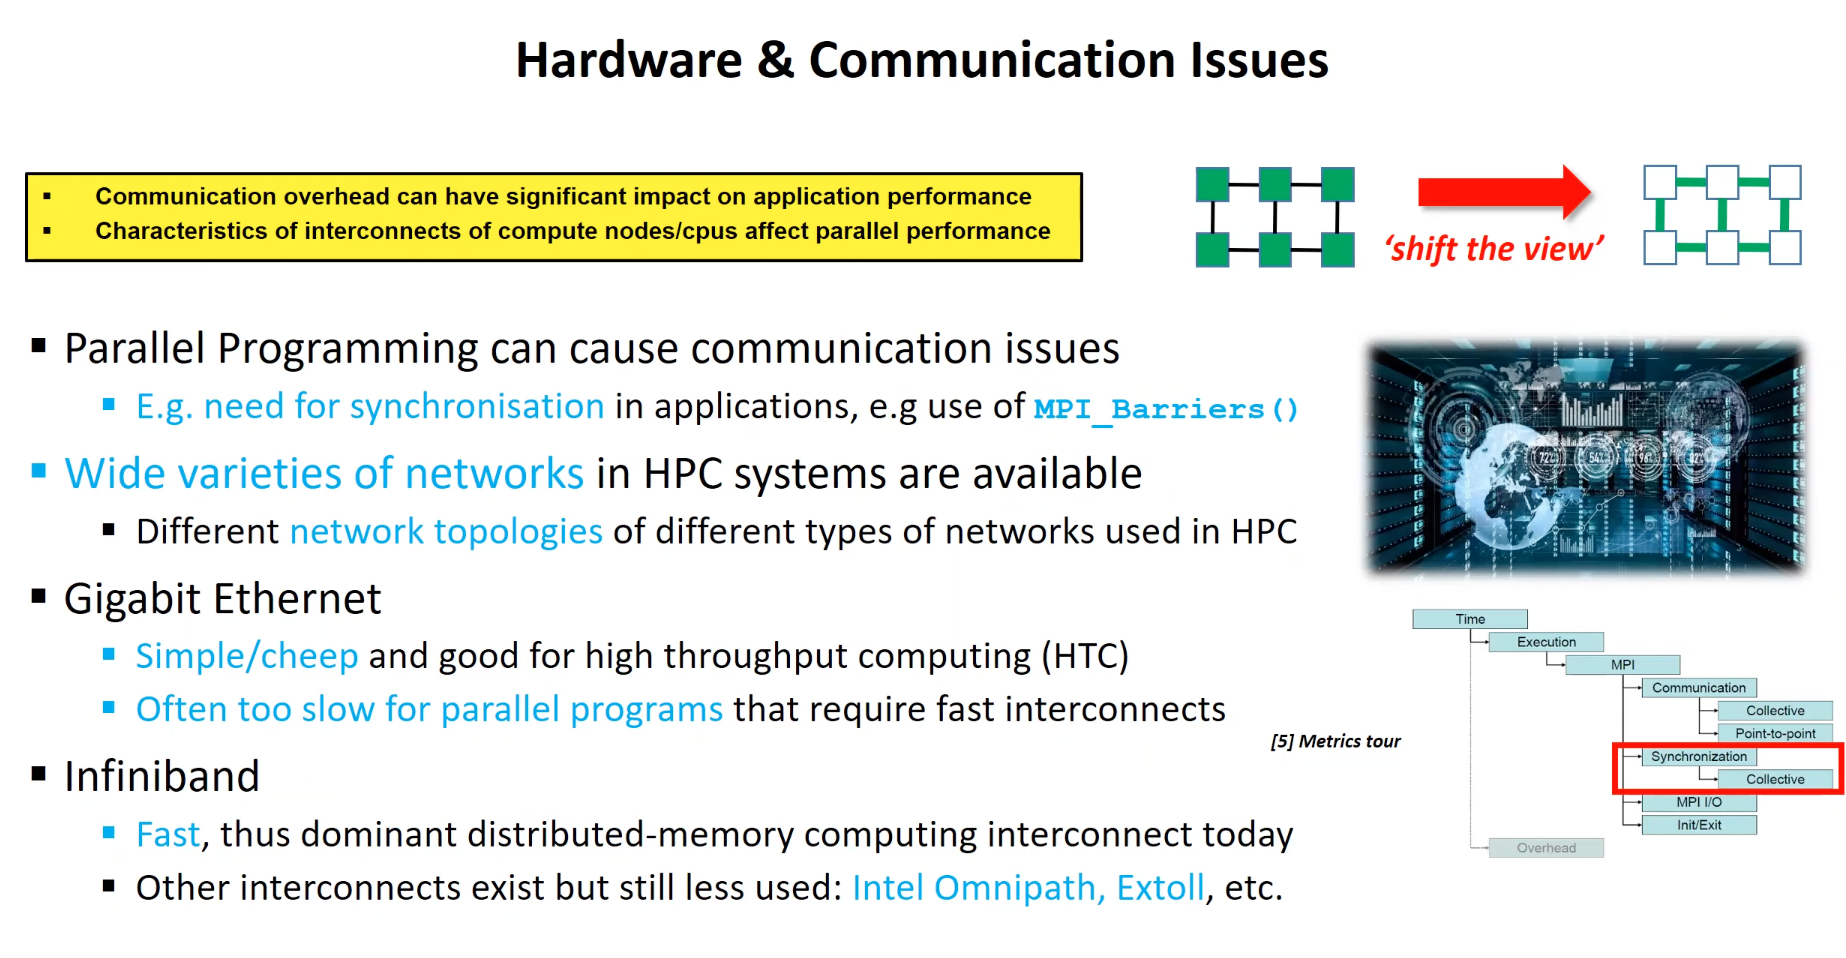 Hardware & Communication Issues
▪ Communication overhead can have significant impact on application performance
▪ Characteristics of interconnects of compute nodes/cpus affect parallel performance
‘shift the view’
▪ Parallel Programming can cause communication issues
▪ E.g. need for synchronisation in applications, e.g use of MPI_Barriers()
▪ Wide varieties of networks in HPC systems are available
▪ Different network topologies of different types of networks used in HPC
▪ Gigabit Ethernet
▪ Simple/cheep and good for high throughput computing (HTC)
▪ Often too slow for parallel programs that require fast interconnects
▪ Infiniband
▪ Fast, thus dominant distributed-memory computing interconnect today
▪ Other interconnects exist but still less used: Intel Omnipath, Extoll, etc.
72% 54% 96% 82%
[5] Metrics tour
Time
Execution
MPI
Communication
Collective
Point-to-point
Synchronization
Collective
MPI I/O
Init/Exit
Overhead